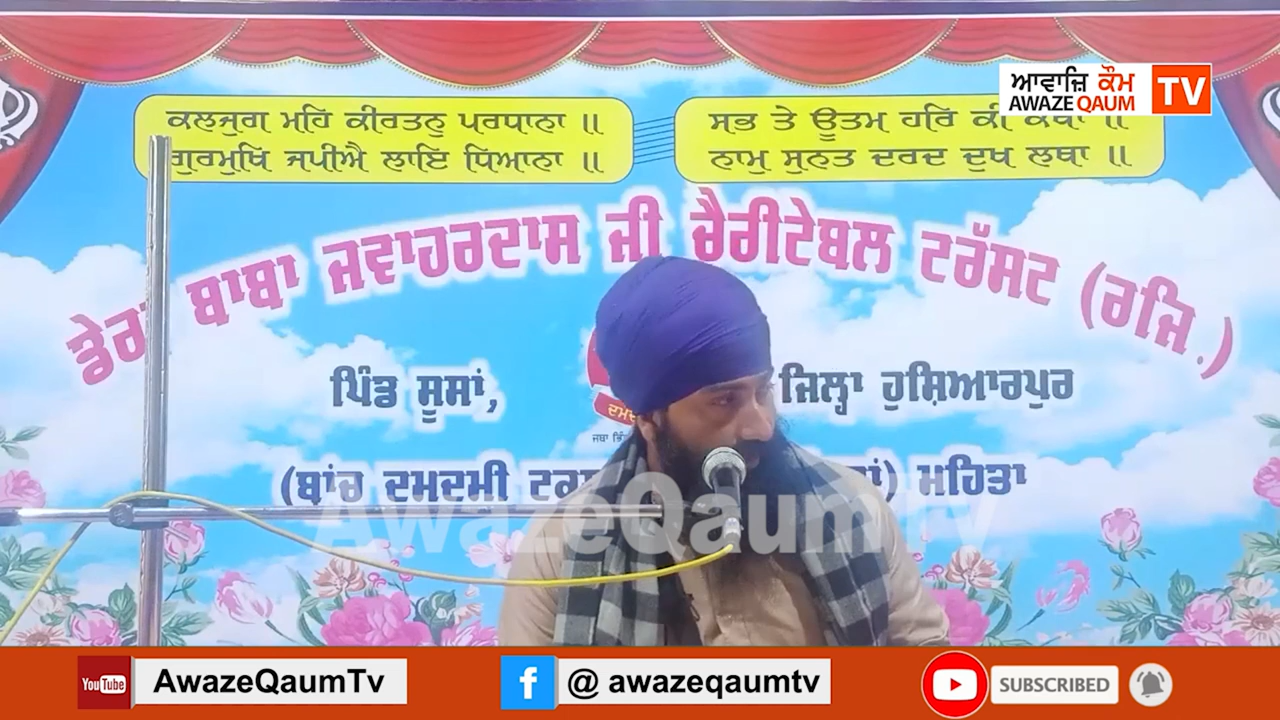 ਆਵਾਜ਼ਿ ਕੌਮ
AWAZE QAUM TV
ਕਲਜੁਗ ਮਹਿ ਕੀਰਤਨੁ ਪਰਧਾਨਾ ॥
ਗੁਰਮੁਖਿ ਜਪੀਐ ਲਾਇ ਧਿਆਨਾ ॥
ਸਭ ਤੇ ਊਤਮ ਹਰਿ ਕੀ ਕਥਾ ॥
ਨਾਮੁ ਸੁਨਤ ਦਰਦ ਦੁਖ ਲਥਾ ॥
ਡੇਰਾ ਬਾਬਾ ਜਵਾਹਰਦਾਸ ਜੀ ਚੈਰੀਟੇਬਲ ਟਰੱਸਟ (ਰਜਿ.)
ਪਿੰਡ ਸੂਸਾਂ, ਜਿਲ੍ਹਾ ਹੁਸ਼ਿਆਰਪੁਰ
(ਬ੍ਰਾਂਚ ਦਮਦਮੀ ਮਹਿਤਾ
AwazeQaumTv
YouTube AwazeQaumTv
f @ awazeqaumtv
SUBSCRIBED